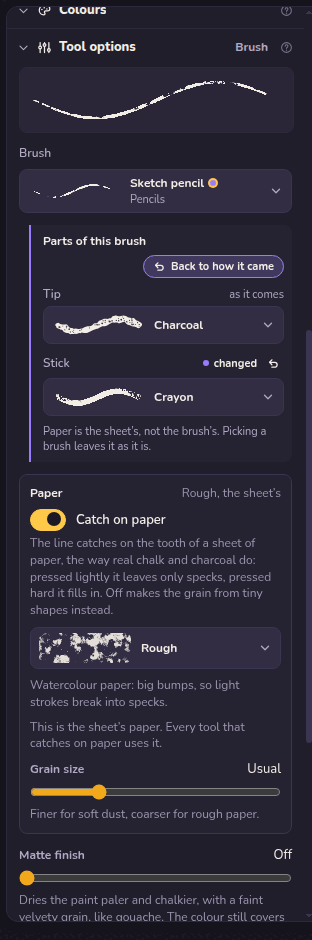 Colours
Tool options
Brush
Brush
Sketch pencil
Pencils
Parts of this brush
Back to how it came
Tip
as it comes
Charcoal
Stick
changed
Crayon
Paper is the sheet's, not the brush's. Picking a
brush leaves it as it is.
Paper
Rough, the sheet's
Catch on paper
The line catches on the tooth of a sheet of
paper, the way real chalk and charcoal do:
pressed lightly it leaves only specks, pressed
hard it fills in. Off makes the grain from tiny
shapes instead.
Rough
Watercolour paper: big bumps, so light
strokes break into specks.
This is the sheet's paper. Every tool that
catches on paper uses it.
Grain size
Usual
Finer for soft dust, coarser for rough paper.
Matte finish
Off
Dries the paint paler and chalkier, with a faint
velvety grain, like gouache. The colour still covers